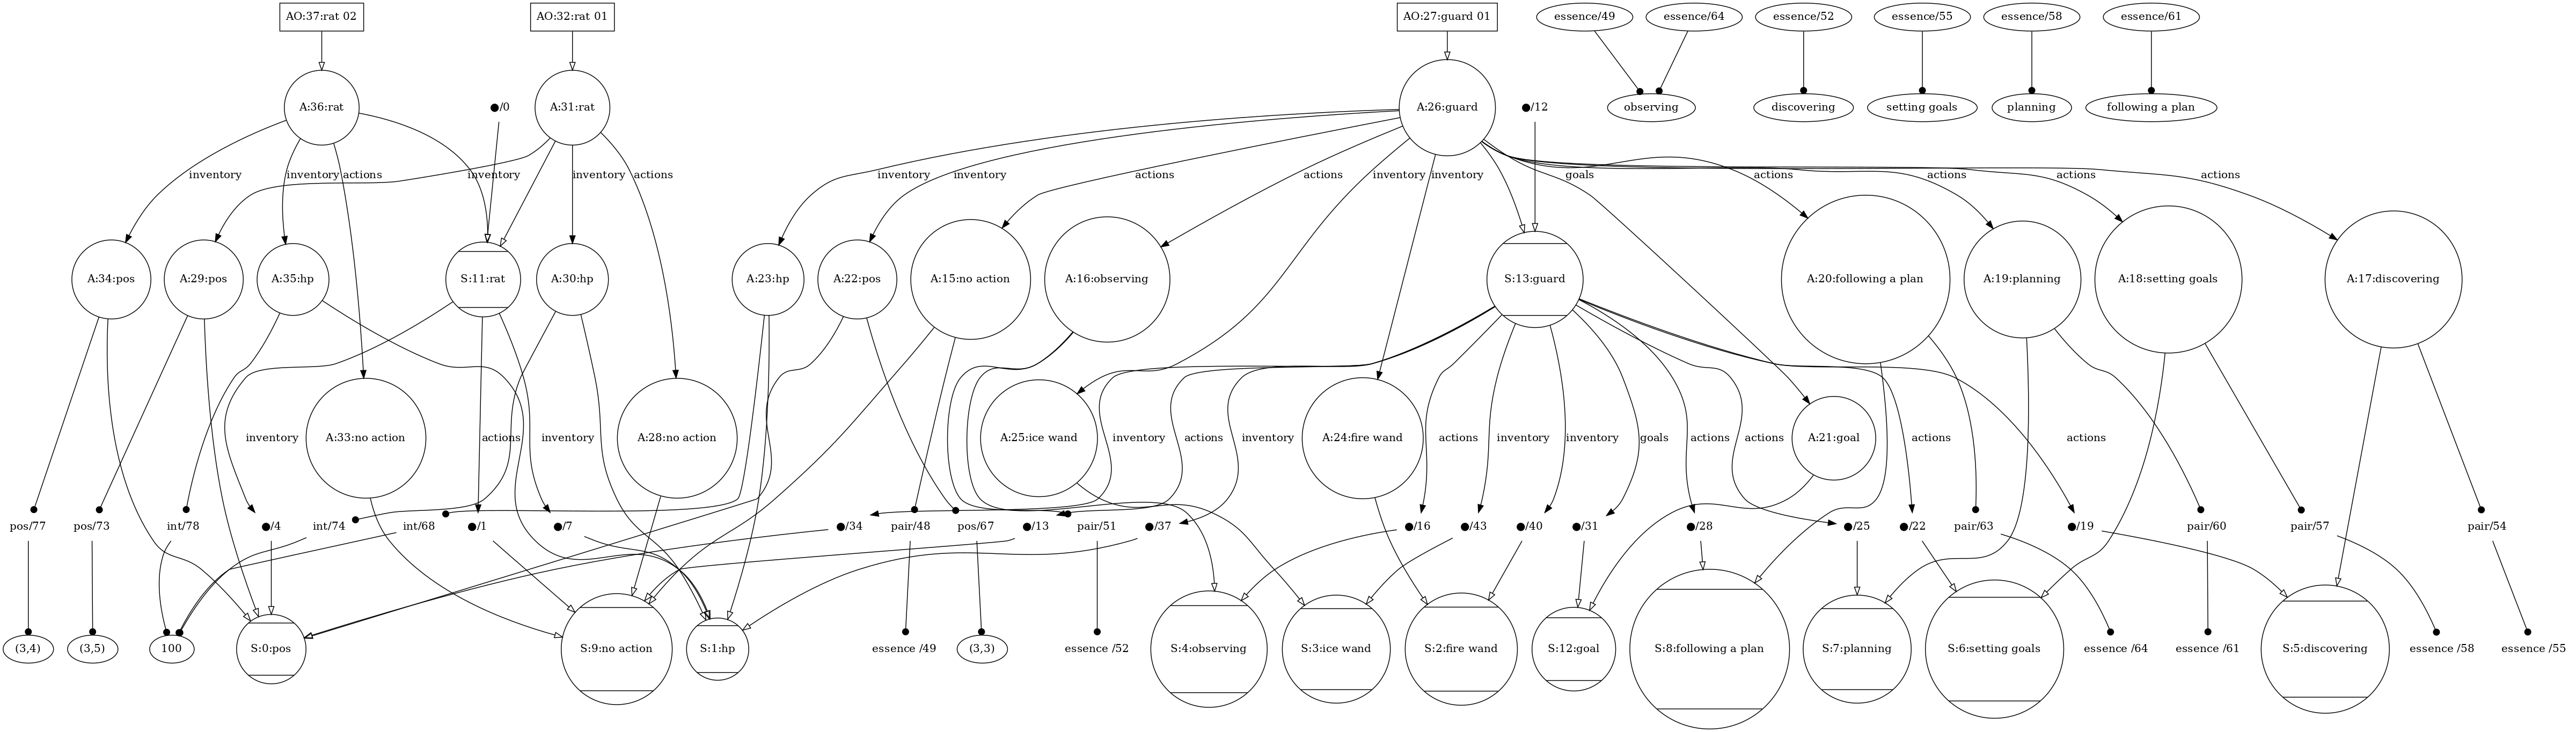 AO:37:rat 02
AO:32:rat 01
AO:27:guard 01
essence/49
essence/64
essence/52
essence/55
essence/58
essence/61
A:36:rat
●/0
A:31:rat
A:26:guard
●/12
observing
discovering
setting goals
planning
following a plan
inventory
inventory
actions
inventory
inventory
actions
inventory
inventory
actions
actions
inventory
inventory
goals
actions
actions
actions
actions
A:34:pos
A:29:pos
A:35:hp
S:11:rat
A:30:hp
A:23:hp
A:22:pos
A:15:no action
A:16:observing
S:13:guard
A:20:following a plan
A:19:planning
A:18:setting goals
A:17:discovering
inventory
A:33:no action
actions
inventory
A:28:no action
A:25:ice wand
inventory
actions
inventory
A:24:fire wand
actions
inventory
inventory
goals
actions
actions
A:21:goal
actions
actions
pos/77
pos/73
int/78
●/4
int/74
int/68
●/1
●/7
●/34
pair/48
pos/67
●/13
pair/51
●/37
●/16
●/43
●/40
●/31
●/28
●/25
●/22
pair/63
●/19
pair/60
pair/57
pair/54
(3,4)
(3,5)
100
S:0:pos
S:9:no action
S:1:hp
essence /49
(3,3)
essence /52
S:4:observing
S:3:ice wand
S:2:fire wand
S:12:goal
S:8:following a plan
S:7:planning
S:6:setting goals
essence /64
essence /61
S:5:discovering
essence /58
essence /55